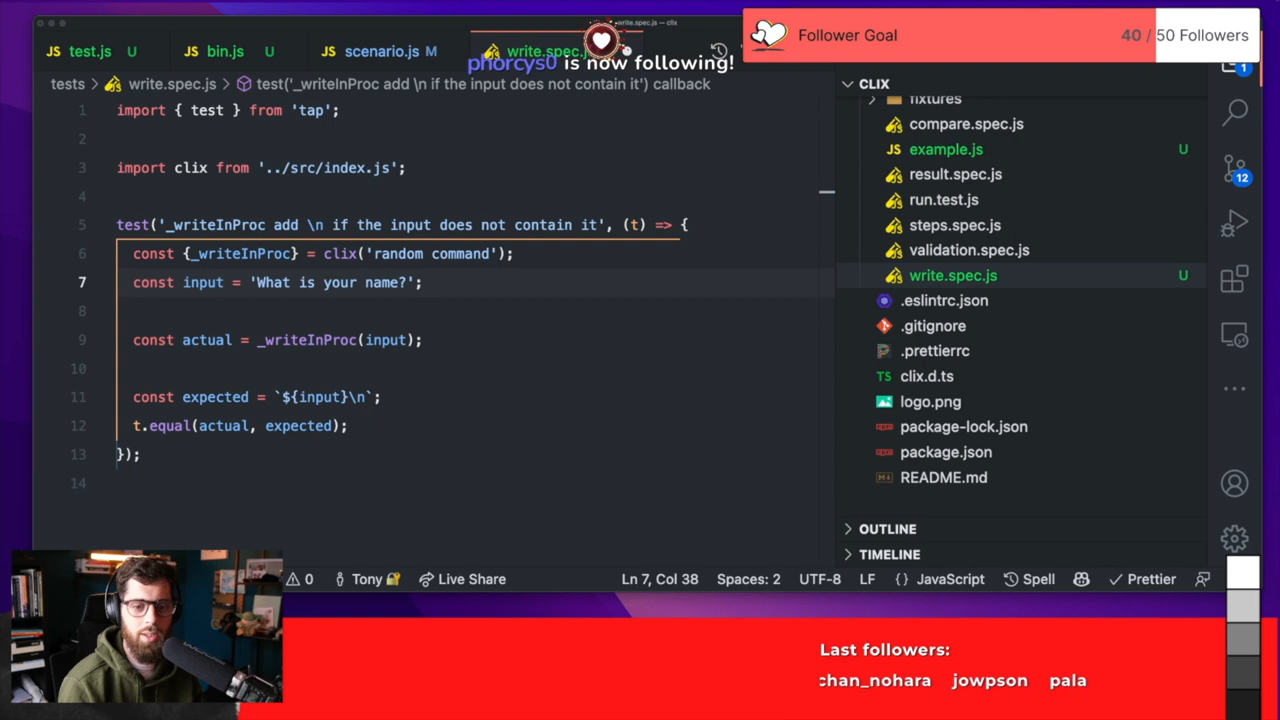 write.spec.js — clix
JS test.js U
JS bin.js U
JS scenario.js M
write.spec.
phorcys0 is now following!
Follower Goal
40 / 50 Followers
tests > write.spec.js > test('_writeInProc add \n if the input does not contain it') callback
1 import { test } from 'tap';
2
3 import clix from '../src/index.js';
4
5 test('_writeInProc add \n if the input does not contain it', (t) => {
6 const {_writeInProc} = clix('random command');
7 const input = 'What is your name?';
8
9 const actual = _writeInProc(input);
10
11 const expected = `${input}\n`;
12 t.equal(actual, expected);
13 });
14
CLIX
fixtures
compare.spec.js
JS example.js U
result.spec.js
run.test.js
steps.spec.js
validation.spec.js
write.spec.js U
.eslintrc.json
.gitignore
.prettierrc
TS clix.d.ts
logo.png
package-lock.json
package.json
README.md
OUTLINE
TIMELINE
1
12
0 Tony Live Share Ln 7, Col 38 Spaces: 2 UTF-8 LF {} JavaScript Spell Prettier
Last followers:
chan_nohara jowpson pala